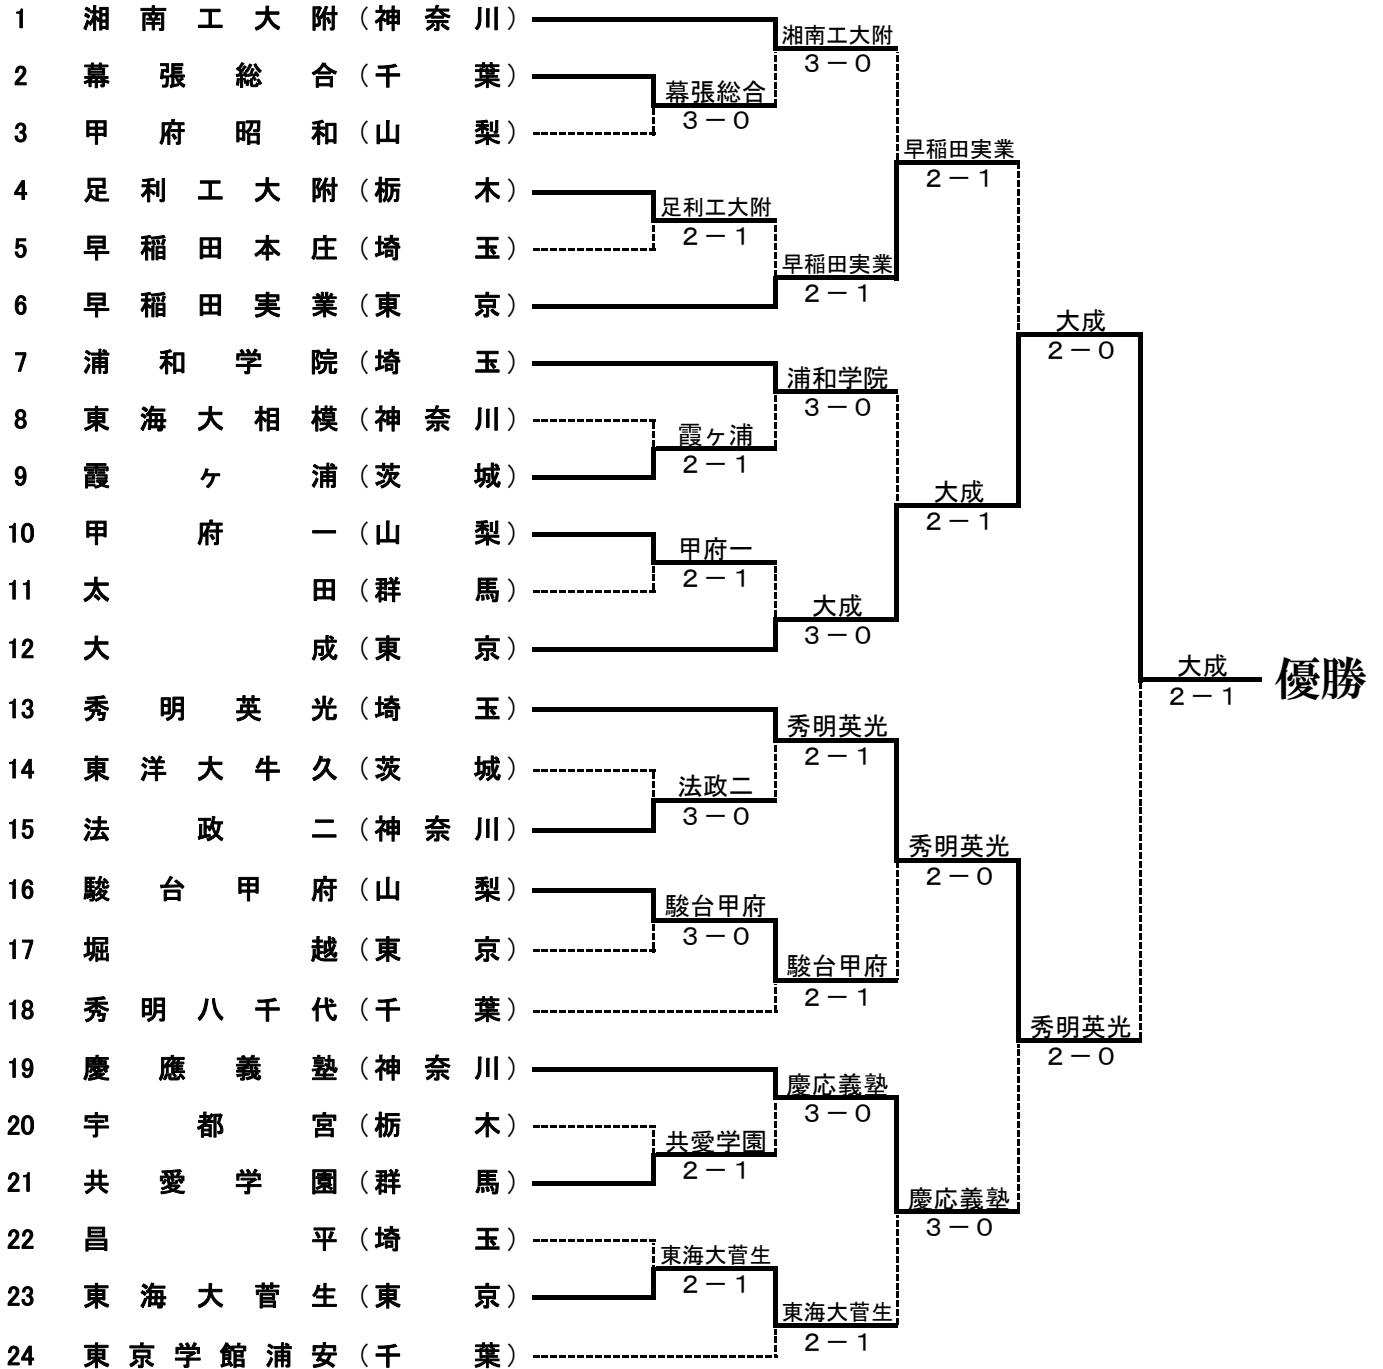 1 湘南工大附（神奈川）
湘南工大附
3－0
2 幕張総合（千葉）
幕張総合
3－0
3 甲府昭和（山梨）
早稲田実業
2－1
4 足利工大附（栃木）
足利工大附
2－1
5 早稲田本庄（埼玉）
早稲田実業
2－1
6 早稲田実業（東京）
大成
2－0
7 浦和学院（埼玉）
浦和学院
3－0
8 東海大相模（神奈川）
霞ヶ浦
2－1
9 霞ヶ浦（茨城）
大成
2－1
10 甲府一（山梨）
甲府一
2－1
11 太田（群馬）
大成
3－0
12 大成（東京）
大成
2－1
優勝
13 秀明英光（埼玉）
秀明英光
2－1
14 東洋大牛久（茨城）
法政二
3－0
15 法政二（神奈川）
秀明英光
2－0
16 駿台甲府（山梨）
駿台甲府
3－0
17 堀越（東京）
駿台甲府
2－1
18 秀明八千代（千葉）
秀明英光
2－0
19 慶應義塾（神奈川）
慶応義塾
3－0
20 宇都宮（栃木）
共愛学園
2－1
21 共愛学園（群馬）
慶応義塾
3－0
22 昌平（埼玉）
東海大菅生
2－1
23 東海大菅生（東京）
東海大菅生
2－1
24 東京学館浦安（千葉）